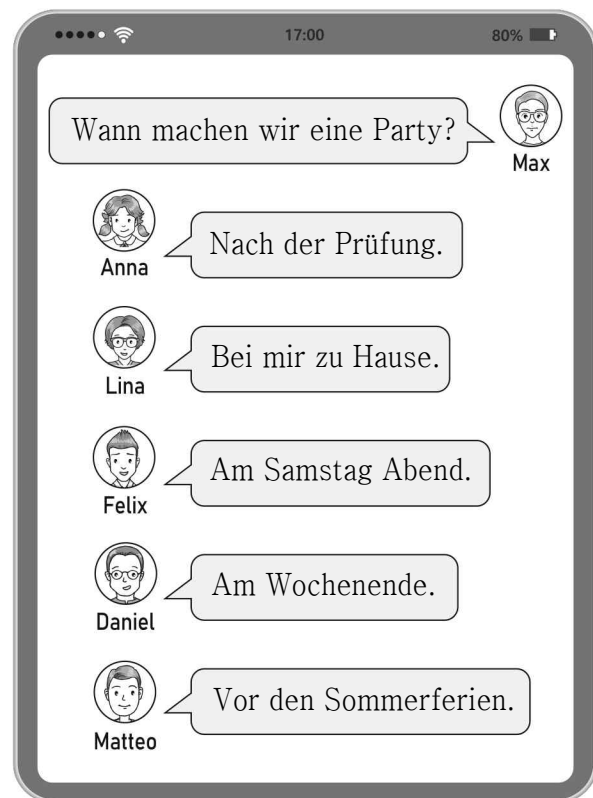 17:00 80%
Wann machen wir eine Party?
Max
Nach der Prüfung.
Anna
Bei mir zu Hause.
Lina
Am Samstag Abend.
Felix
Am Wochenende.
Daniel
Vor den Sommerferien.
Matteo